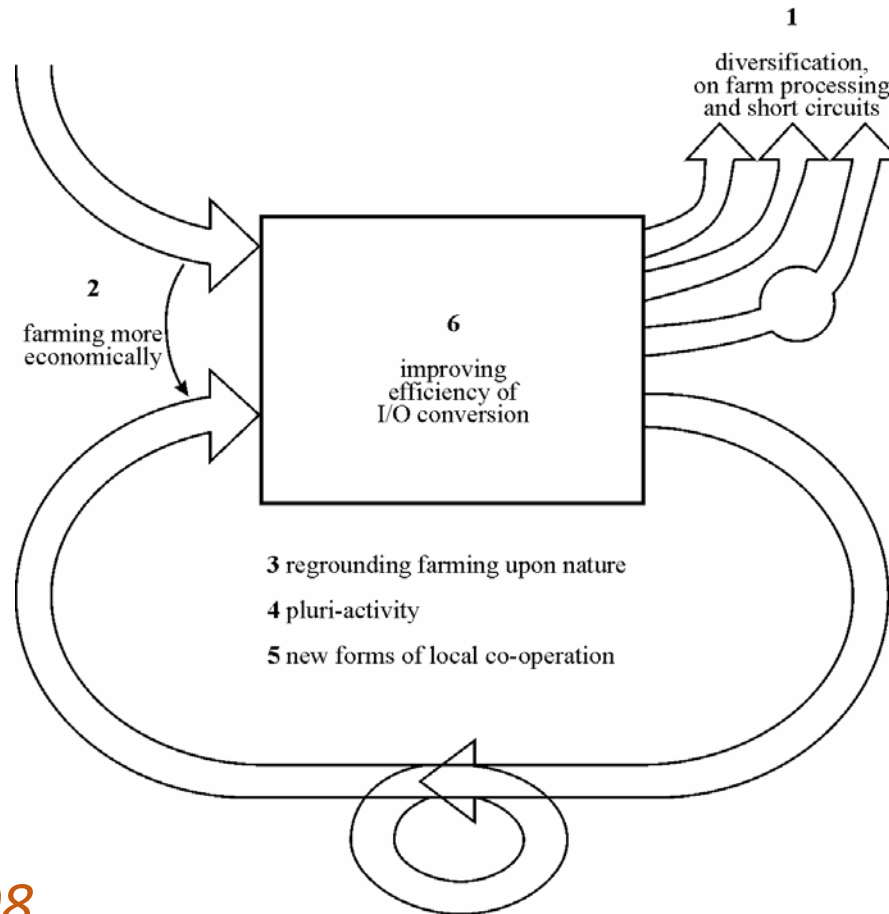 1
diversification,
on farm processing
and short circuits
2
farming more
economically
6
improving
efficiency of
I/O conversion
3 regrounding farming upon nature
4 pluri-activity
5 new forms of local co-operation